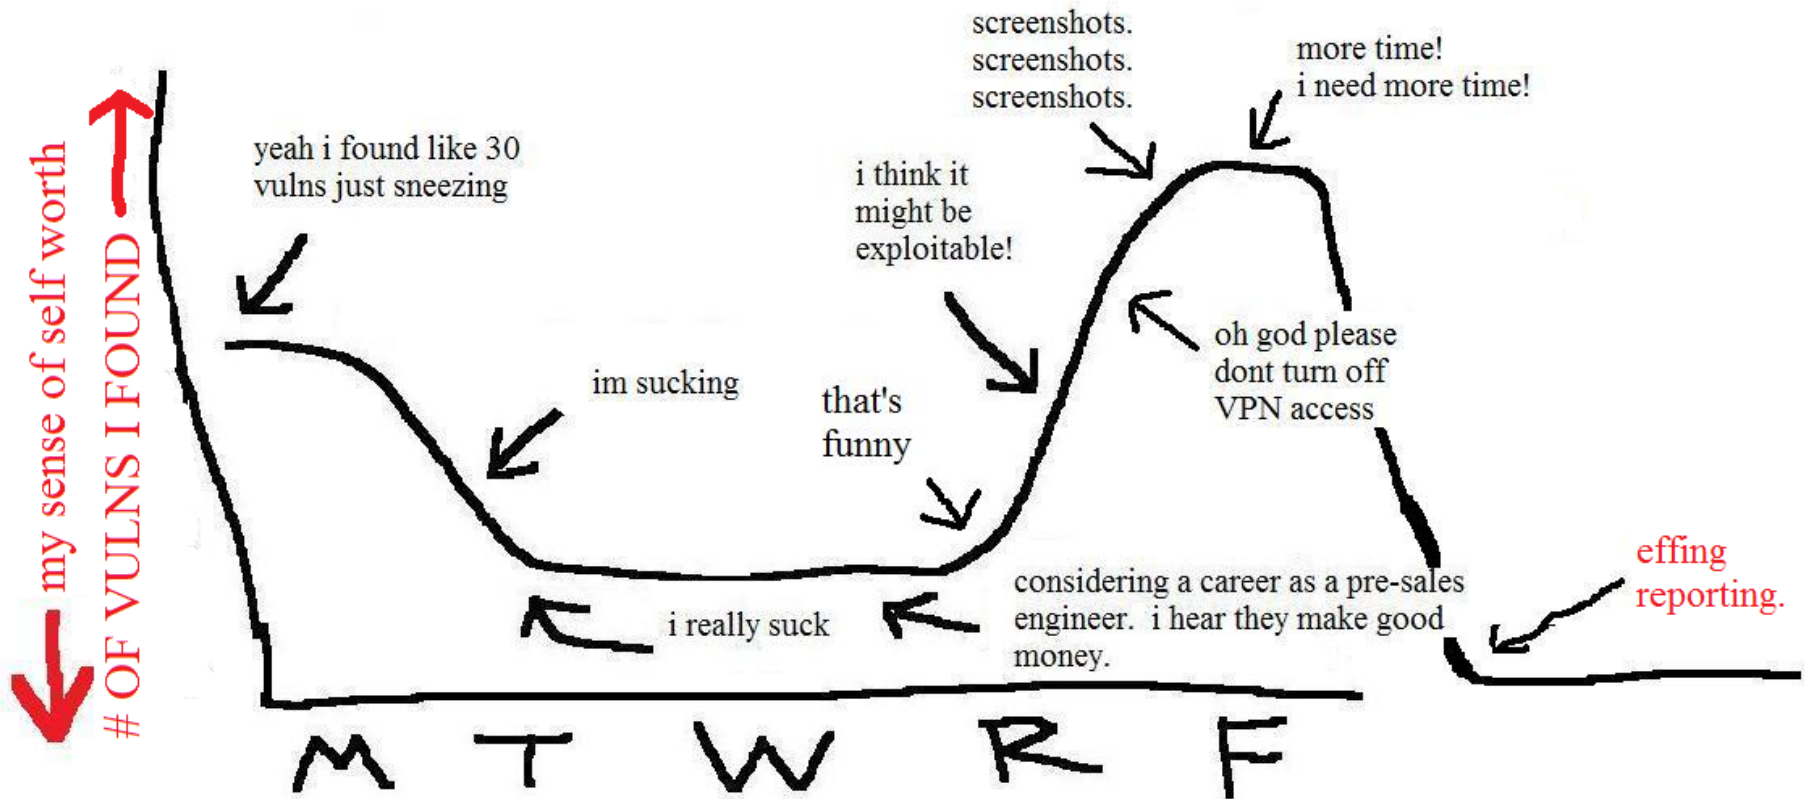 my sense of self worth
# OF VULNS I FOUND
yeah i found like 30
vulns just sneezing
im sucking
i really suck
considering a career as a pre-sales
engineer.  i hear they make good
money.
that's
funny
i think it
might be
exploitable!
oh god please
dont turn off
VPN access
screenshots.
screenshots.
screenshots.
more time!
i need more time!
effing
reporting.
M T W R F